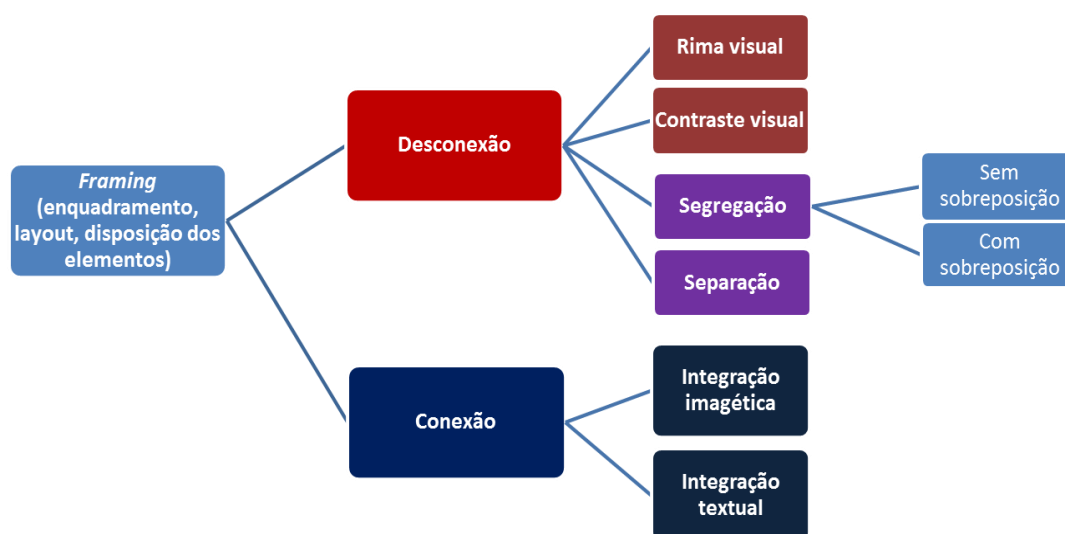 Framing
(enquadramento,
layout, disposição dos
elementos)
Desconexão
Rima visual
Contraste visual
Segregação
Sem
sobreposição
Com
sobreposição
Separação
Conexão
Integração
imagética
Integração
textual